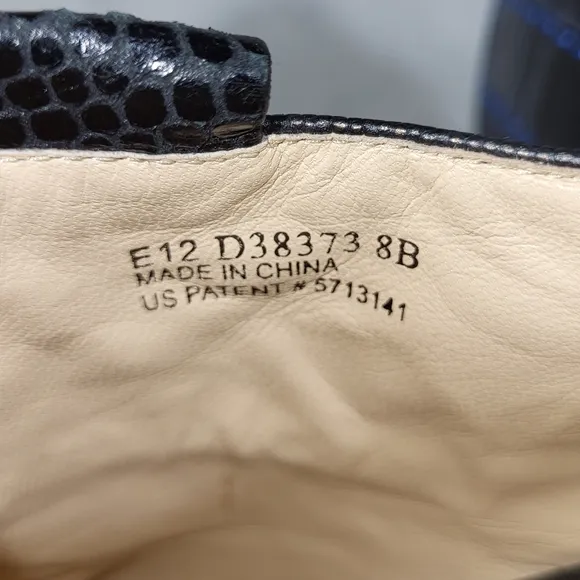 E12 D38373 8B
MADE IN CHINA
US PATENT # 5713141